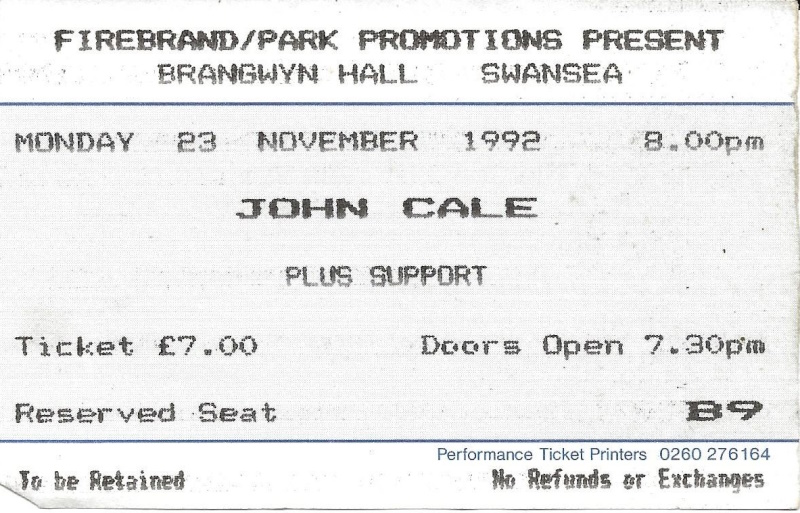 FIREBRAND/PARK PROMOTIONS PRESENT
BRANGWYN HALL SWANSEA
MONDAY 23 NOVEMBER 1992 8.00pm
JOHN CALE
PLUS SUPPORT
Ticket £7.00 Doors Open 7.30pm
Reserved Seat B9
Performance Ticket Printers 0260 276164
To be Retained No Refunds or Exchanges